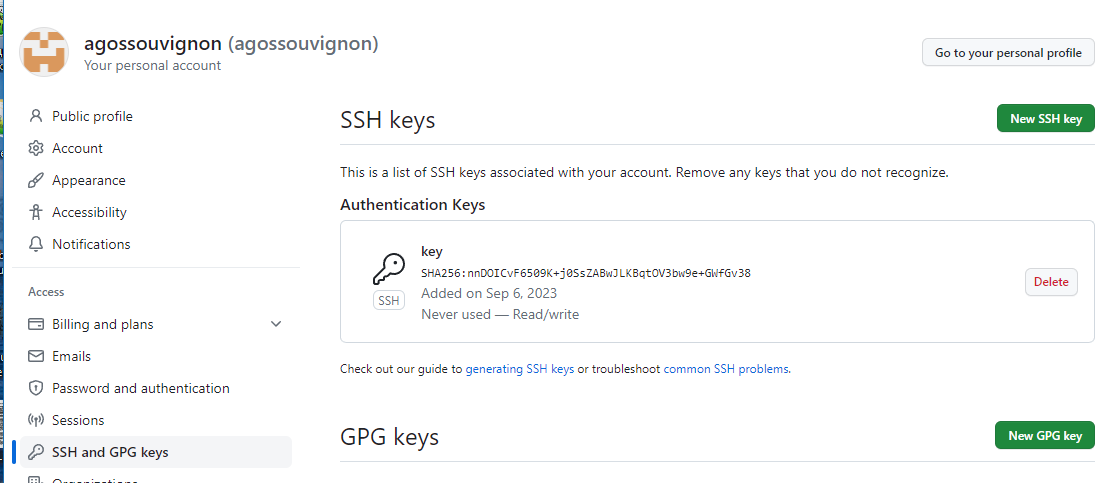 agossouvignon (agossouvignon)
Your personal account
Go to your personal profile
Public profile
Account
Appearance
Accessibility
Notifications
Access
Billing and plans
Emails
Password and authentication
Sessions
SSH and GPG keys
Organizations
SSH keys
New SSH key
This is a list of SSH keys associated with your account. Remove any keys that you do not recognize.
Authentication Keys
key
SHA256:nnDOICvF6509K+j0SsZABwJLKBqtOV3bw9e+GWfGv38
SSH
Added on Sep 6, 2023
Never used — Read/write
Delete
Check out our guide to generating SSH keys or troubleshoot common SSH problems.
GPG keys
New GPG key